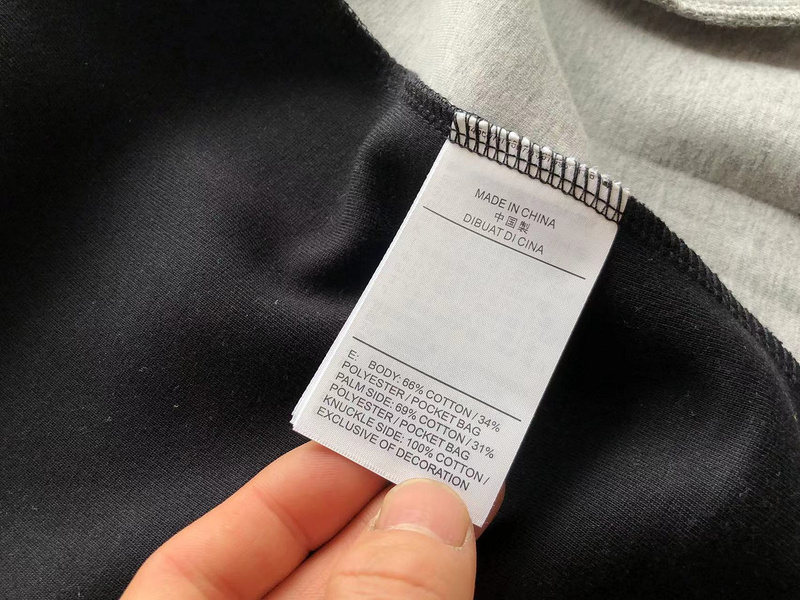 MADE IN CHINA
中国製
DIBUAT DI CINA
E: BODY: 66% COTTON / 34%
POLYESTER / POCKET BAG
PALM SIDE: 69% COTTON / 31%
POLYESTER / POCKET BAG
KNUCKLE SIDE: 100% COTTON /
EXCLUSIVE OF DECORATION